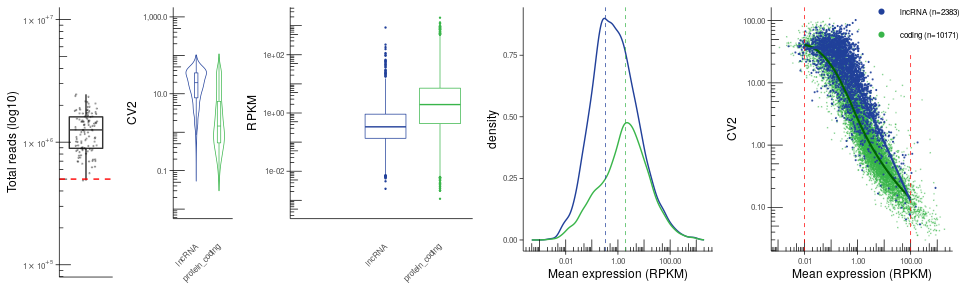 Total reads (log10)
1×10⁺⁷
1×10⁺⁶
1×10⁺⁵
CV2
1,000.0
10.0
0.1
lncRNA
protein_coding
RPKM
1e+02
1e+00
1e-02
lncRNA
protein_coding
density
0.75
0.50
0.25
0.00
0.01
1.00
100.00
Mean expression (RPKM)
CV2
100.00
10.00
1.00
0.10
0.01
1.00
100.00
Mean expression (RPKM)
lncRNA (n=2383)
coding (n=10171)